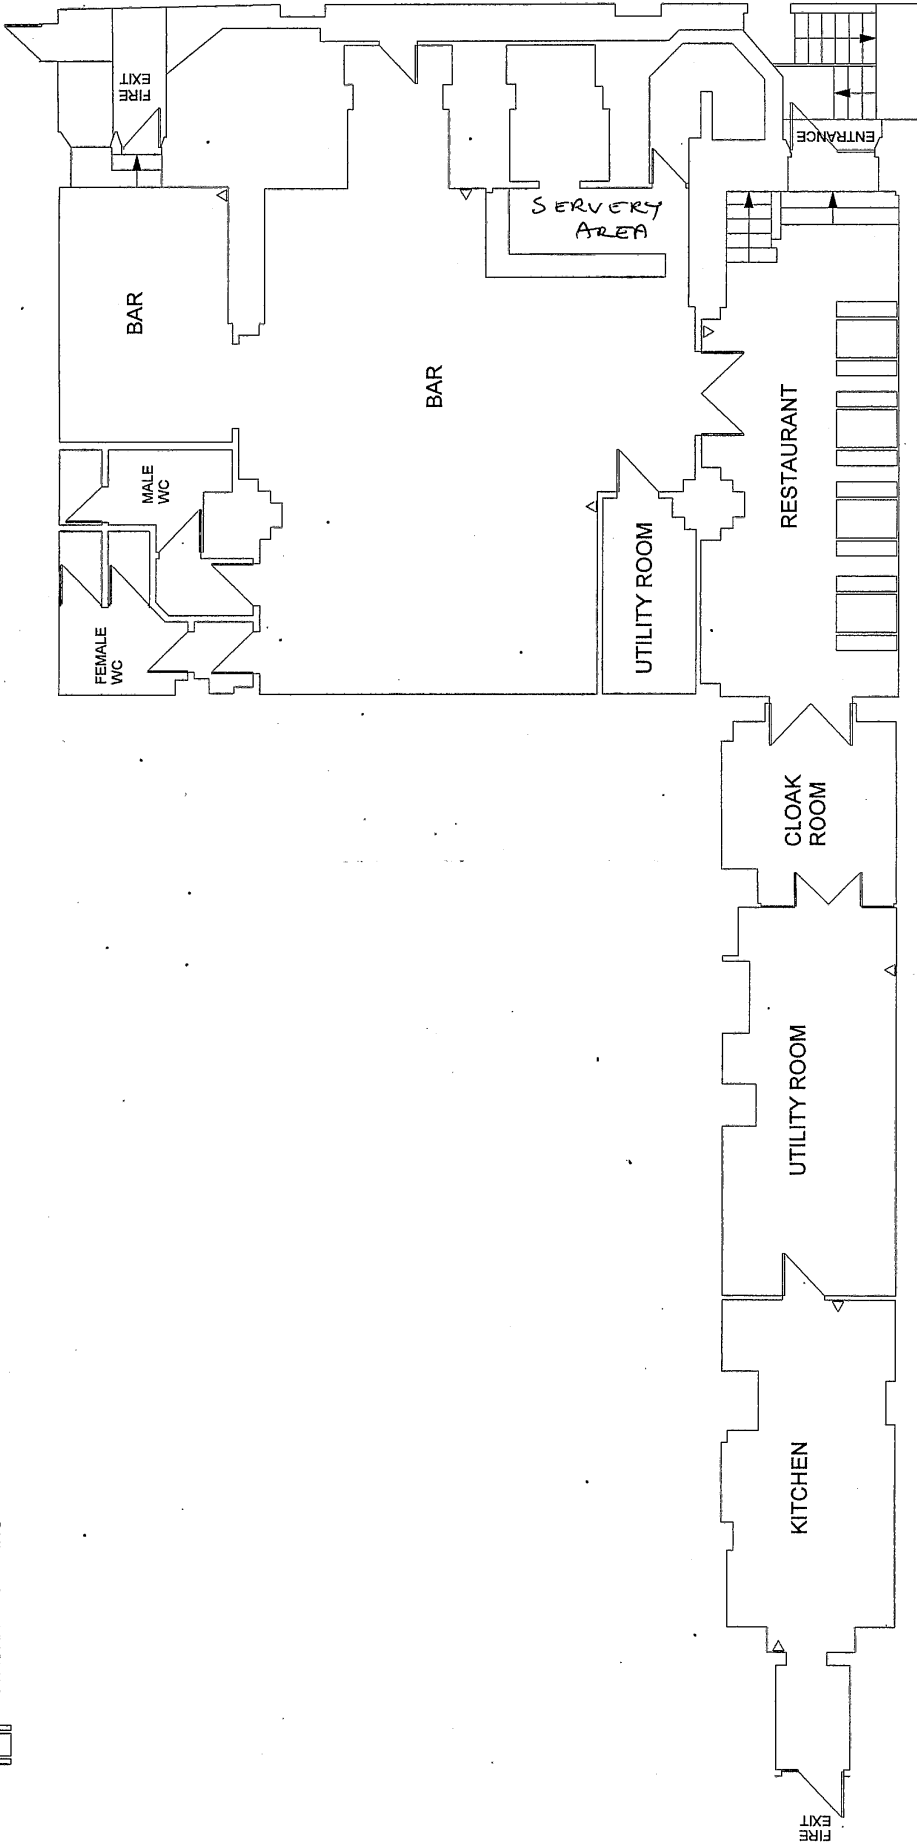 FIRE
EXIT
ENTRANCE
SERVERY
AREA
BAR
BAR
RESTAURANT
MALE
WC
FEMALE
WC
UTILITY ROOM
CLOAK
ROOM
UTILITY ROOM
KITCHEN
FIRE
EXIT